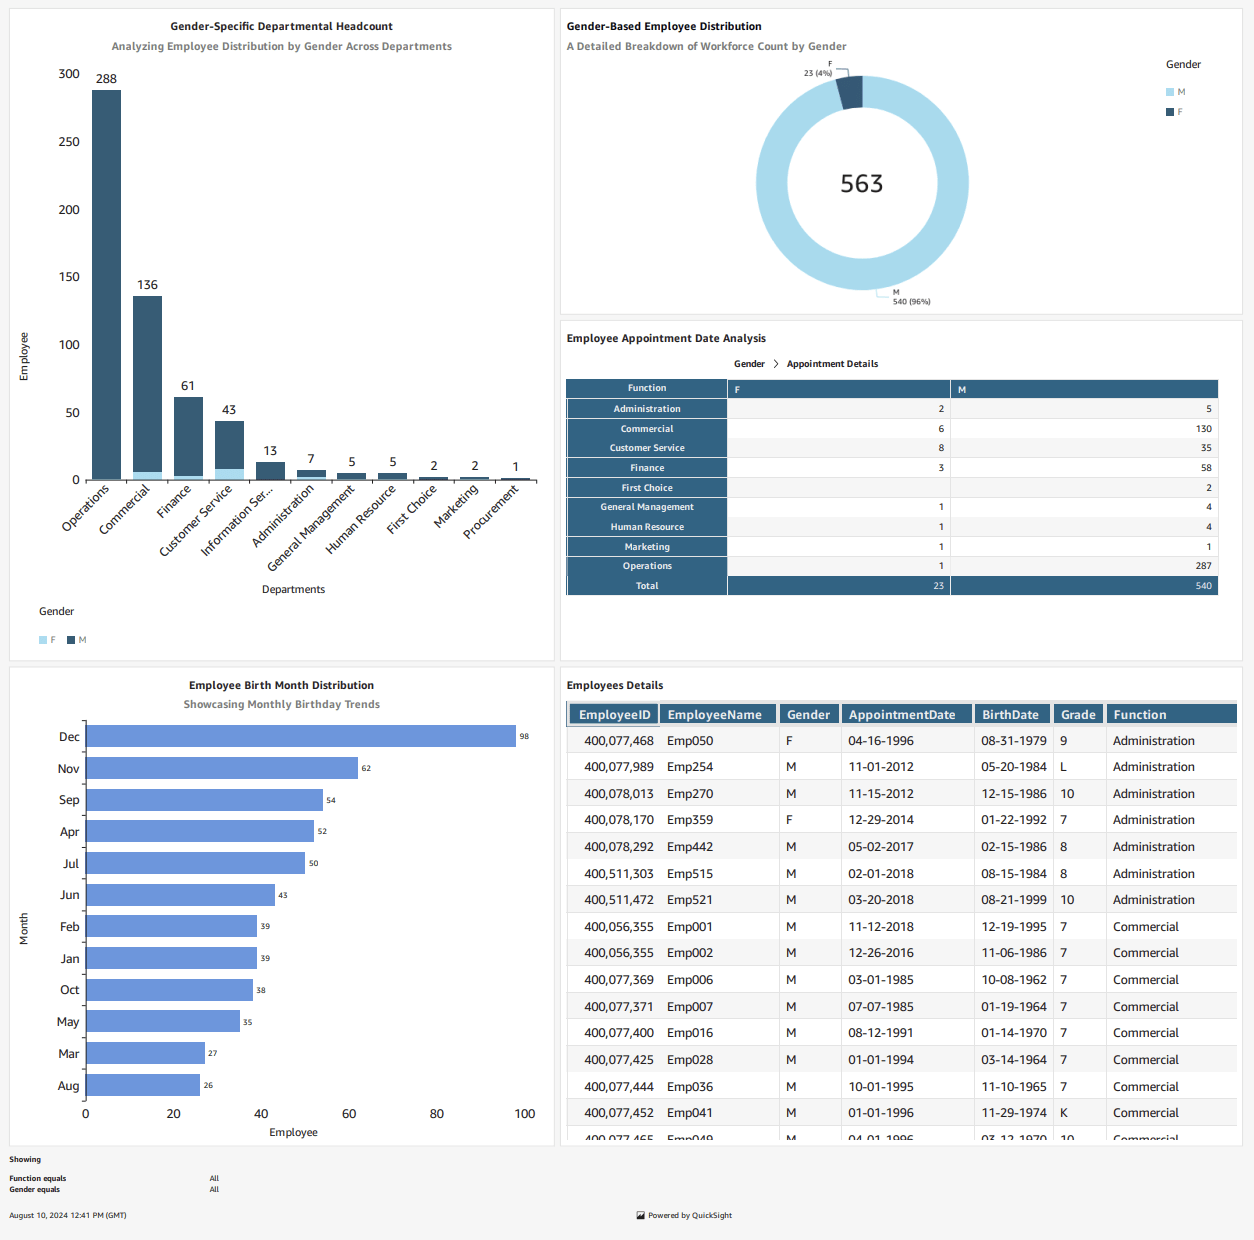 Gender-Specific Departmental Headcount
Analyzing Employee Distribution by Gender Across Departments
300
250
200
150
100
50
0
Employee
288
136
61
43
13
7
5
5
2
2
1
Operations
Commercial
Finance
Customer Service
Information Ser...
Administration
General Management
Human Resource
First Choice
Marketing
Procurement
Departments
Gender
F M
Gender-Based Employee Distribution
A Detailed Breakdown of Workforce Count by Gender
F
23 (4%)
563
M
540 (96%)
Gender
M
F
Employee Appointment Date Analysis
Gender > Appointment Details
Function F M
Administration 2 5
Commercial 6 130
Customer Service 8 35
Finance 3 58
First Choice 2
General Management 1 4
Human Resource 1 4
Marketing 1 1
Operations 1 287
Total 23 540
Employee Birth Month Distribution
Showcasing Monthly Birthday Trends
Month
Dec 98
Nov 62
Sep 54
Apr 52
Jul 50
Jun 43
Feb 39
Jan 39
Oct 38
May 35
Mar 27
Aug 26
0 20 40 60 80 100
Employee
Employees Details
EmployeeID EmployeeName Gender AppointmentDate BirthDate Grade Function
400,077,468 Emp050 F 04-16-1996 08-31-1979 9 Administration
400,077,989 Emp254 M 11-01-2012 05-20-1984 L Administration
400,078,013 Emp270 M 11-15-2012 12-15-1986 10 Administration
400,078,170 Emp359 F 12-29-2014 01-22-1992 7 Administration
400,078,292 Emp442 M 05-02-2017 02-15-1986 8 Administration
400,511,303 Emp515 M 02-01-2018 08-15-1984 8 Administration
400,511,472 Emp521 M 03-20-2018 08-21-1999 10 Administration
400,056,355 Emp001 M 11-12-2018 12-19-1995 7 Commercial
400,056,355 Emp002 M 12-26-2016 11-06-1986 7 Commercial
400,077,369 Emp006 M 03-01-1985 10-08-1962 7 Commercial
400,077,371 Emp007 M 07-07-1985 01-19-1964 7 Commercial
400,077,400 Emp016 M 08-12-1991 01-14-1970 7 Commercial
400,077,425 Emp028 M 01-01-1994 03-14-1964 7 Commercial
400,077,444 Emp036 M 10-01-1995 11-10-1965 7 Commercial
400,077,452 Emp041 M 01-01-1996 11-29-1974 K Commercial
400,077,465 Emp049 M 04-01-1996 03-12-1970 10 Commercial
Showing
Function equals All
Gender equals All
August 10, 2024 12:41 PM (GMT)
Powered by QuickSight